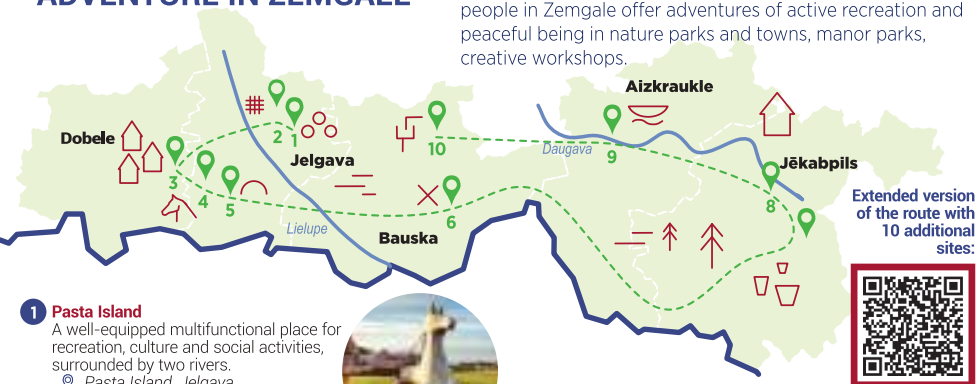 ADVENTURE IN ZEMGALE
people in Zemgale offer adventures of active recreation and
peaceful being in nature parks and towns, manor parks,
creative workshops.
Aizkraukle
Dobele
2
1
10
Daugava
9
Jelgava
Jēkabpils
3
4
5
6
8
Lielupe
Bauska
Extended version
of the route with
10 additional
sites:
1 Pasta Island
A well-equipped multifunctional place for
recreation, culture and social activities,
surrounded by two rivers.
Pasta Island, Jelgava